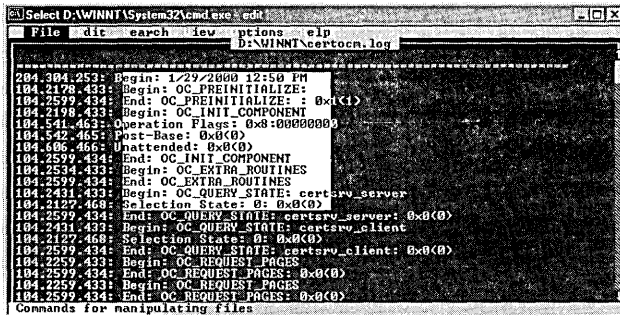 Select D:\WINNT\System32\cmd.exe - edit
File dit earch iew ptions elp
D:\WINNT\certocm.log
204.304.253: Begin: 1/29/2000 12:50 PM
104.2178.433: Begin: OC_PREINITIALIZE:
104.2599.434: End: OC_PREINITIALIZE: : 0x1(1)
104.2198.433: Begin: OC_INIT_COMPONENT
104.541.463: Operation Flags: 0x8:00000000
104.542.465: Post-Base: 0x0(0)
104.606.466: Unattended: 0x0(0)
104.2599.434: End: OC_INIT_COMPONENT
104.2534.433: Begin: OC_EXTRA_ROUTINES
104.2599.434: End: OC_EXTRA_ROUTINES
104.2431.433: Begin: OC_QUERY_STATE: certsrv_server
104.2127.468: Selection State: 0: 0x0(0)
104.2599.434: End: OC_QUERY_STATE: certsrv_server: 0x0(0)
104.2431.433: Begin: OC_QUERY_STATE: certsrv_client
104.2127.468: Selection State: 0: 0x0(0)
104.2599.434: End: OC_QUERY_STATE: certsrv_client: 0x0(0)
104.2259.433: Begin: OC_REQUEST_PAGES
104.2599.434: End: OC_REQUEST_PAGES: 0x0(0)
104.2259.433: Begin: OC_REQUEST_PAGES
104.2599.434: End: OC_REQUEST_PAGES: 0x0(0)
Commands for manipulating files